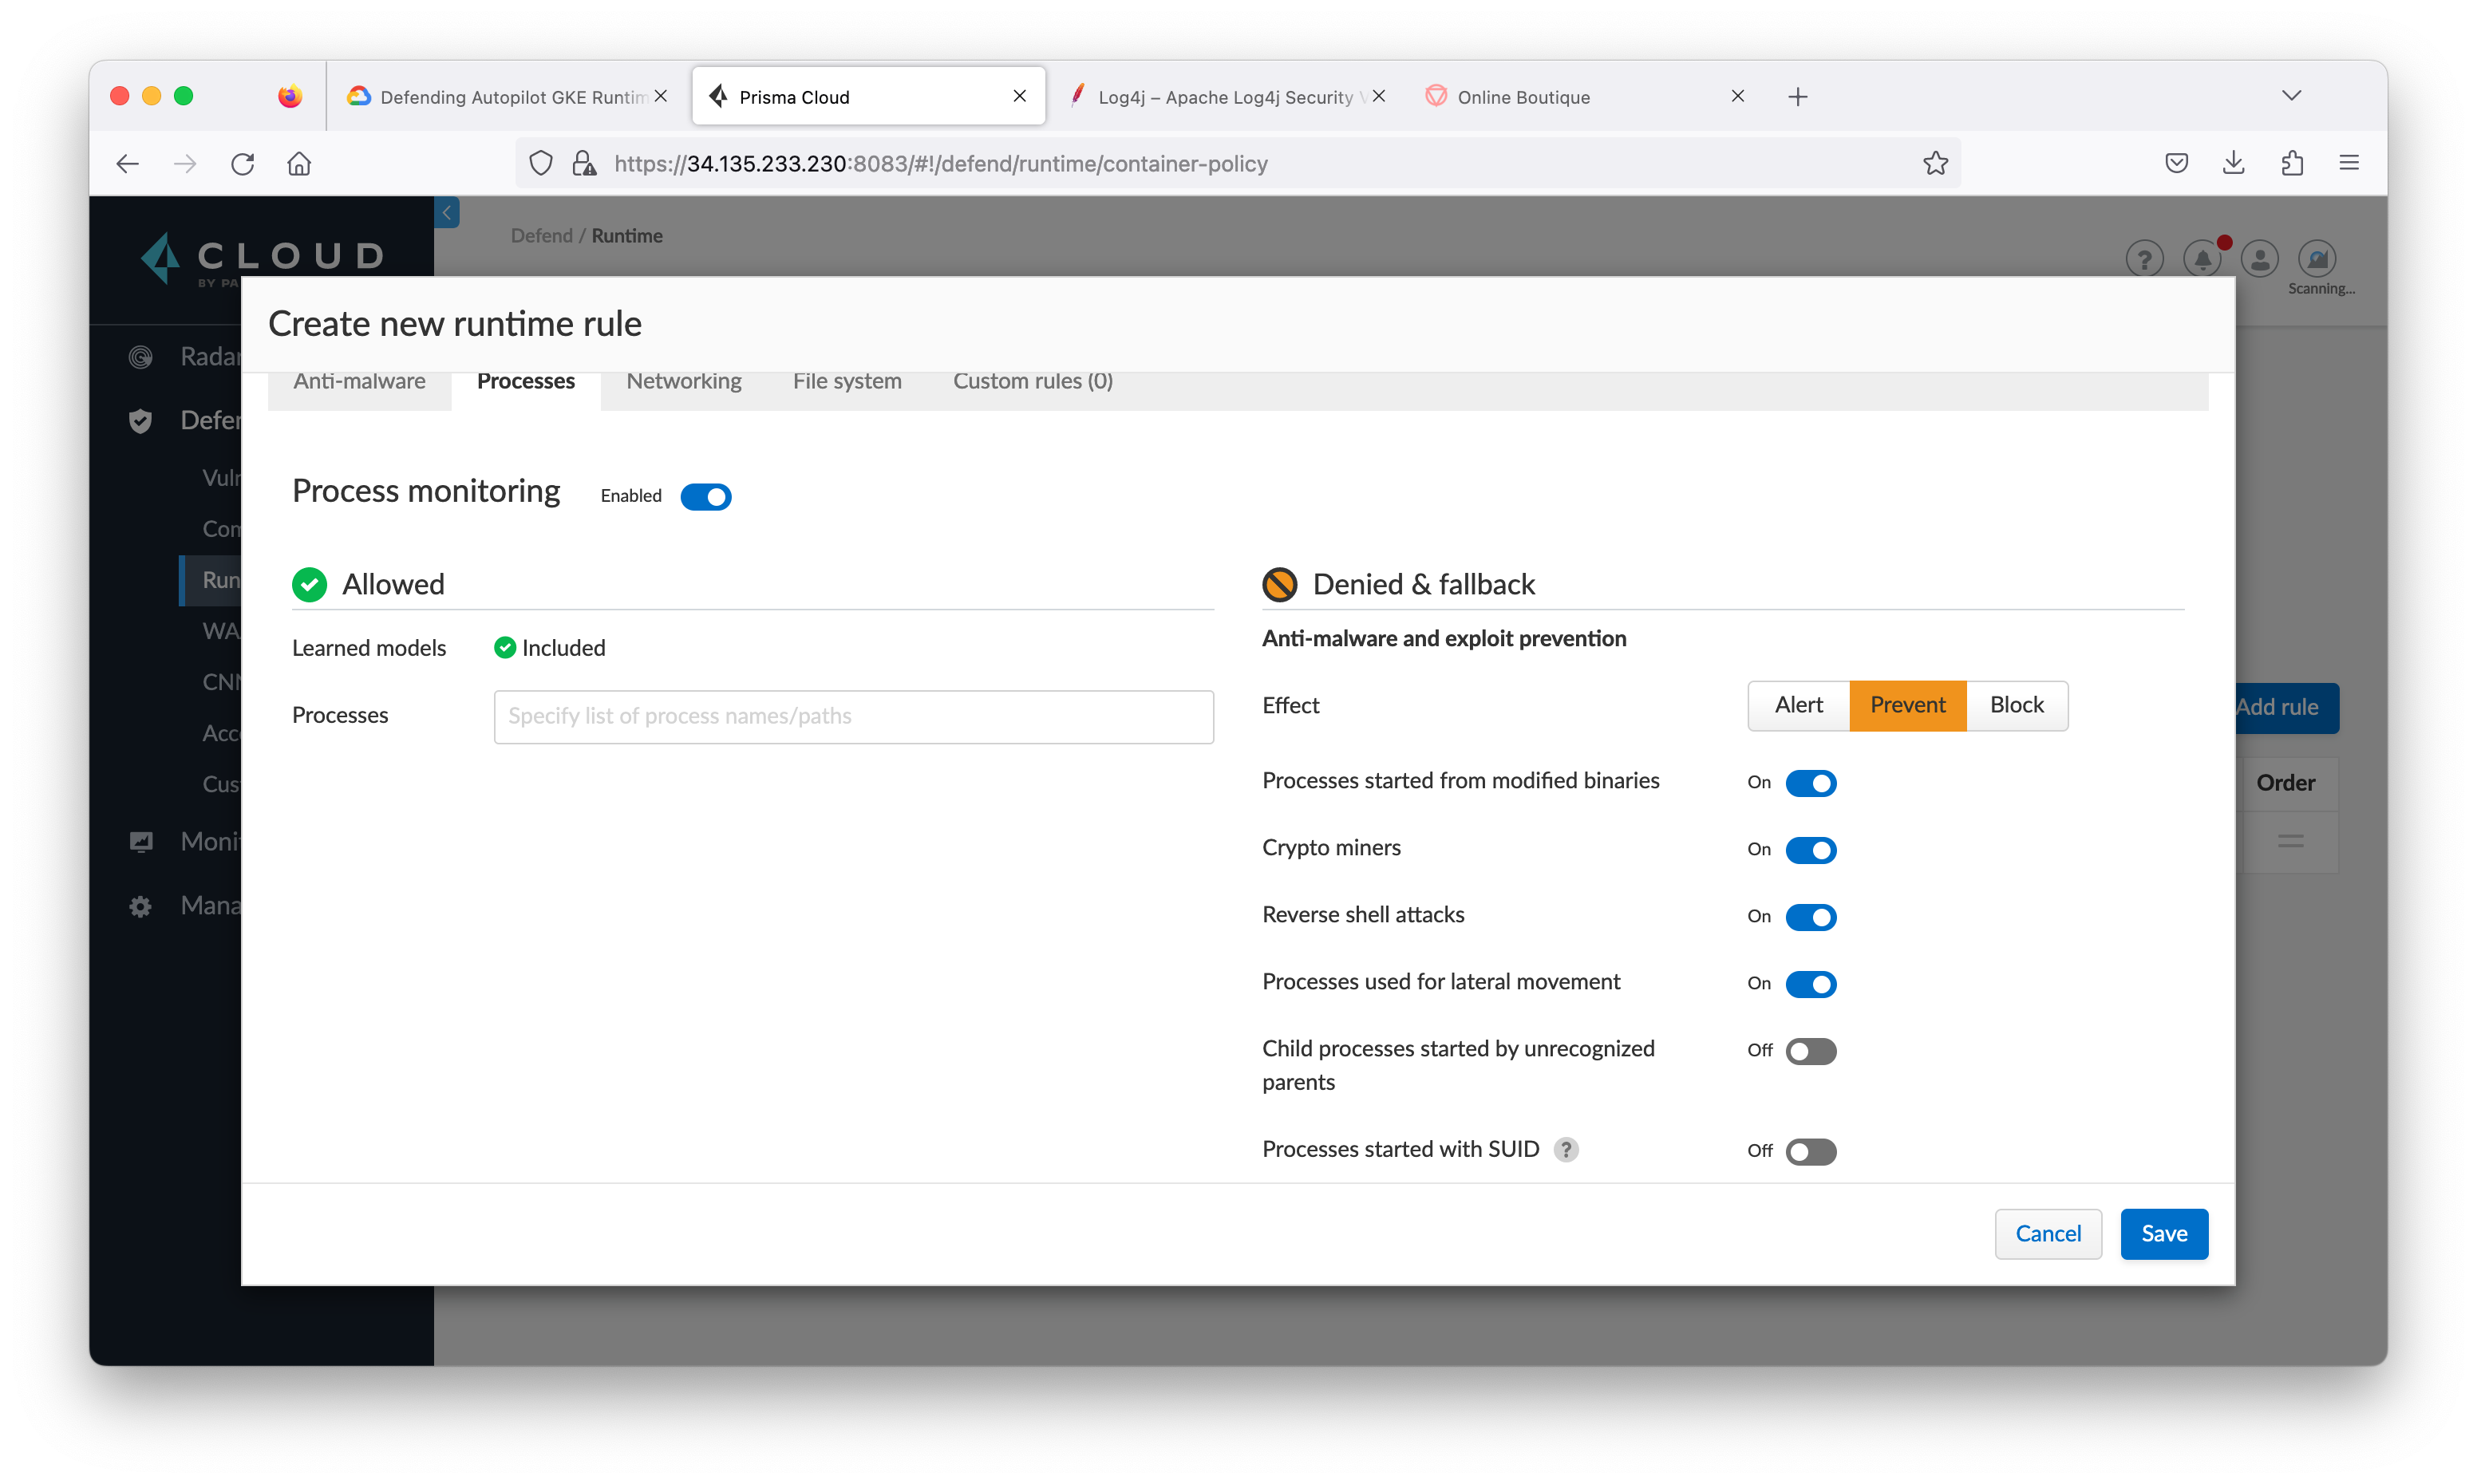 Defending Autopilot GKE Runtim
Prisma Cloud
Log4j – Apache Log4j Security V
Online Boutique
https://34.135.233.230:8083/#!/defend/runtime/container-policy
CLOUD
BY PA
Defend / Runtime
Scanning...
Create new runtime rule
Radar
Anti-malware
Processes
Networking
File system
Custom rules (0)
Defen
Vuln
Com
Run
WA
CNN
Acce
Cus
Monit
Mana
Process monitoring
Enabled
Allowed
Learned models
Included
Processes
Specify list of process names/paths
Denied & fallback
Anti-malware and exploit prevention
Effect
Alert
Prevent
Block
Processes started from modified binaries
On
Crypto miners
On
Reverse shell attacks
On
Processes used for lateral movement
On
Child processes started by unrecognized
parents
Off
Processes started with SUID ?
Off
Add rule
Order
Cancel
Save